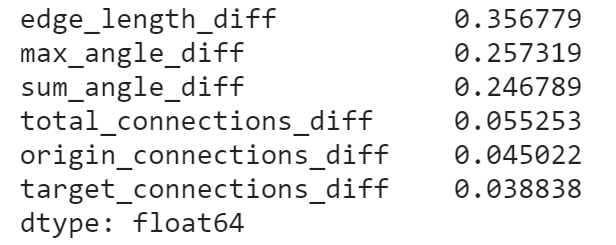 edge_length_diff 0.356779
max_angle_diff 0.257319
sum_angle_diff 0.246789
total_connections_diff 0.055253
origin_connections_diff 0.045022
target_connections_diff 0.038838
dtype: float64